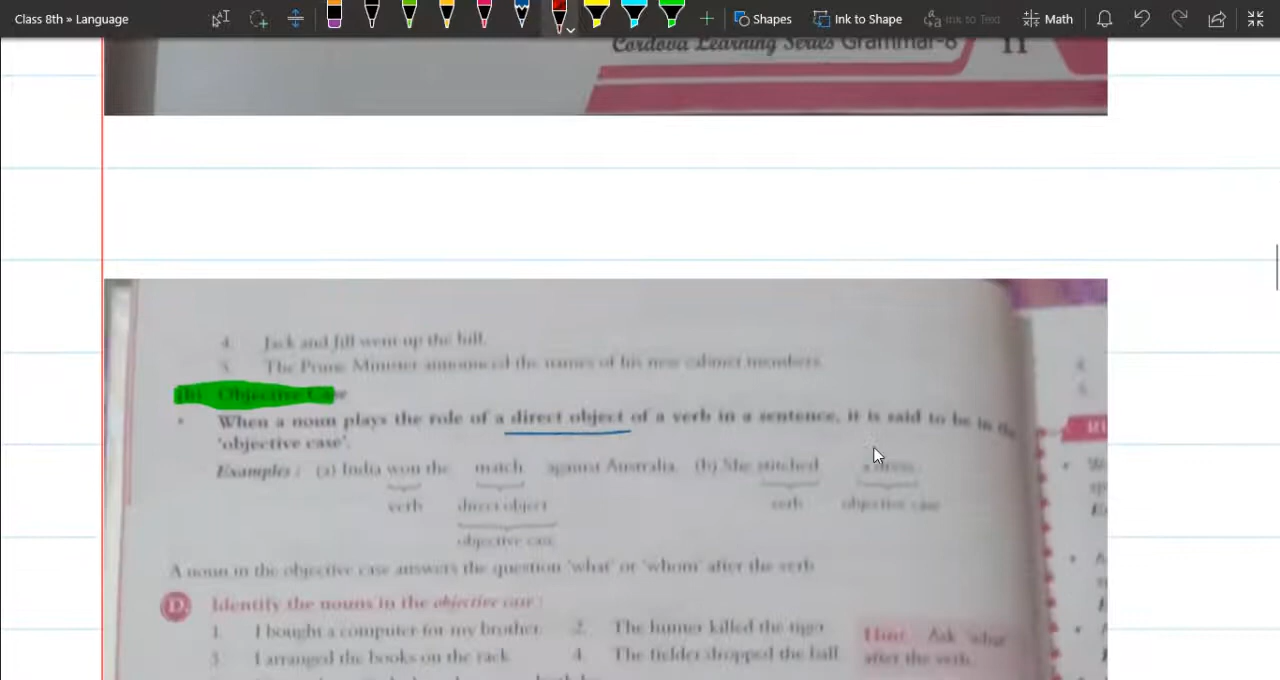 Class 8th » Language
Shapes
Ink to Shape
Ink to Text
Math
Cordova Learning Series Grammar-8 11
4. Jack and Jill went up the hill.
5. The Prime Minister announced the names of his new cabinet members.
(b) Objective Case
• When a noun plays the role of a direct object of a verb in a sentence, it is said to be in the
'objective case'.
Examples : (a) India won the match against Australia. (b) She stitched a dress
verb direct object verb objective case
objective case
A noun in the objective case answers the question 'what' or 'whom' after the verb
D. Identify the nouns in the objective case :
1. I bought a computer for my brother. 2. The hunter killed the tiger
Hint: Ask 'what'
3. I arranged the books on the rack 4. The fielder dropped the ball.
after the verb.